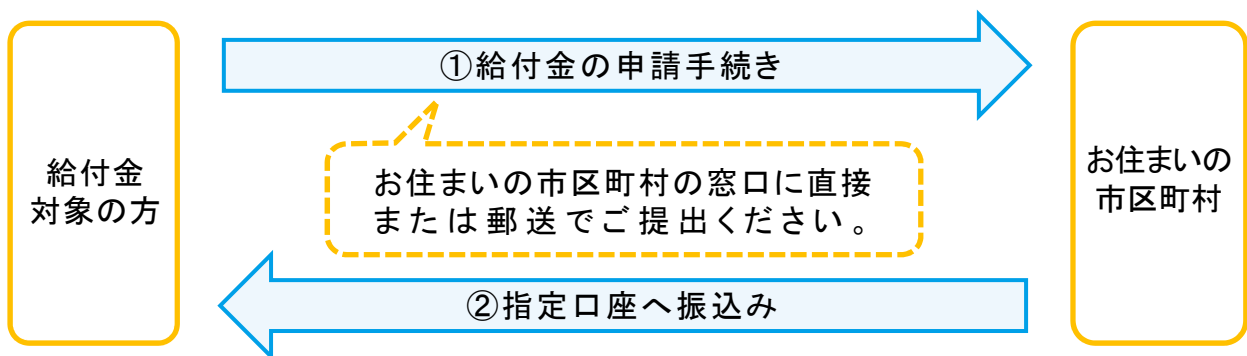 ①給付金の申請手続き
給付金
対象の方
お住まいの市区町村の窓口に直接
または郵送でご提出ください。
お住まいの
市区町村
②指定口座へ振込み